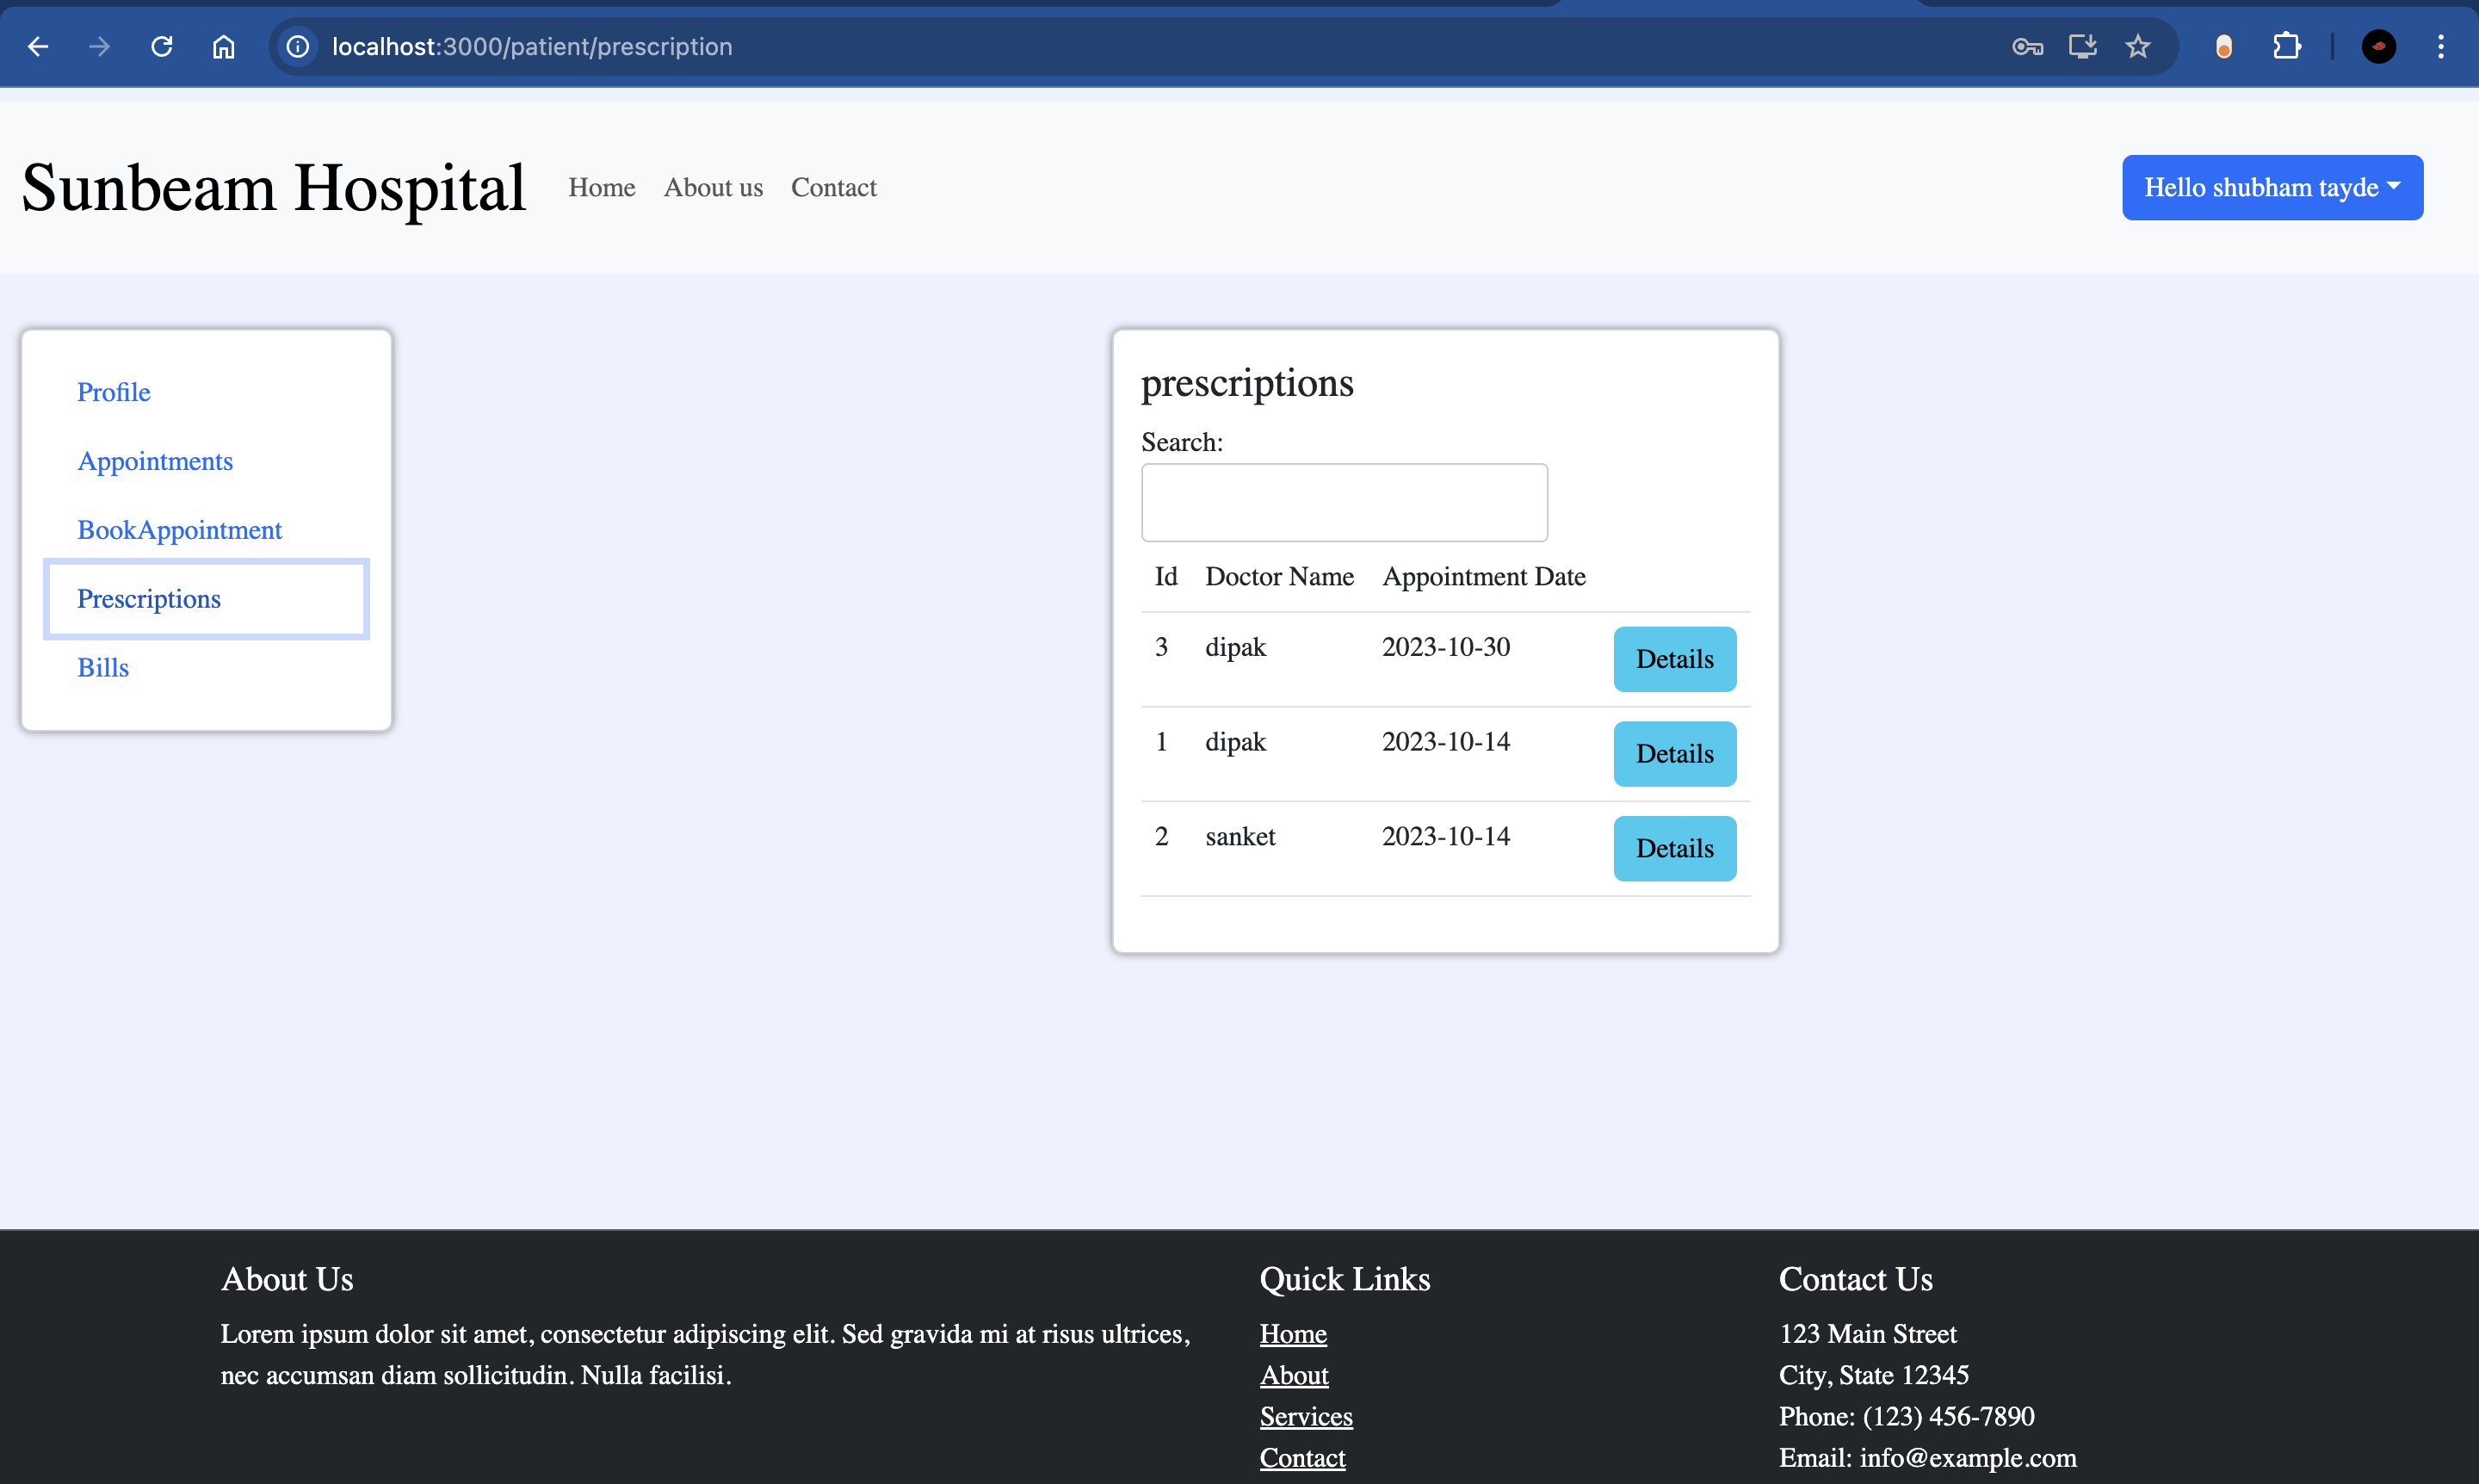 localhost:3000/patient/prescription
Sunbeam Hospital Home About us Contact Hello shubham tayde
Profile
Appointments
BookAppointment
Prescriptions
Bills
prescriptions
Search:
Id Doctor Name Appointment Date
3 dipak 2023-10-30 Details
1 dipak 2023-10-14 Details
2 sanket 2023-10-14 Details
About Us
Lorem ipsum dolor sit amet, consectetur adipiscing elit. Sed gravida mi at risus ultrices,
nec accumsan diam sollicitudin. Nulla facilisi.
Quick Links
Home
About
Services
Contact
Contact Us
123 Main Street
City, State 12345
Phone: (123) 456-7890
Email: info@example.com